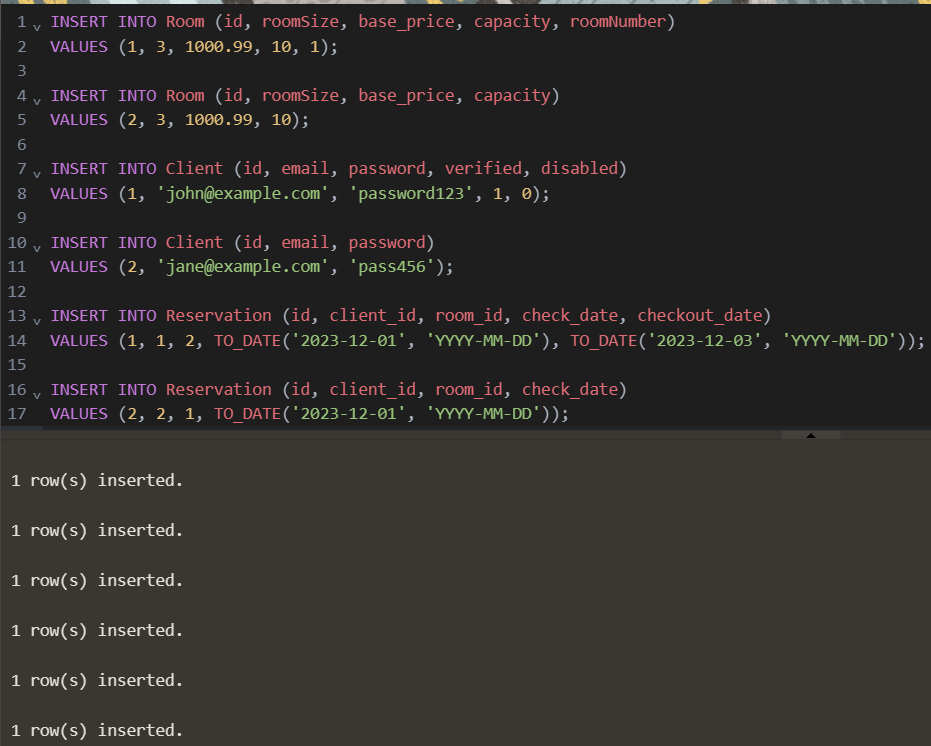 1 INSERT INTO Room (id, roomSize, base_price, capacity, roomNumber)
2 VALUES (1, 3, 1000.99, 10, 1);
3
4 INSERT INTO Room (id, roomSize, base_price, capacity)
5 VALUES (2, 3, 1000.99, 10);
6
7 INSERT INTO Client (id, email, password, verified, disabled)
8 VALUES (1, 'john@example.com', 'password123', 1, 0);
9
10 INSERT INTO Client (id, email, password)
11 VALUES (2, 'jane@example.com', 'pass456');
12
13 INSERT INTO Reservation (id, client_id, room_id, check_date, checkout_date)
14 VALUES (1, 1, 2, TO_DATE('2023-12-01', 'YYYY-MM-DD'), TO_DATE('2023-12-03', 'YYYY-MM-DD'));
15
16 INSERT INTO Reservation (id, client_id, room_id, check_date)
17 VALUES (2, 2, 1, TO_DATE('2023-12-01', 'YYYY-MM-DD'));
1 row(s) inserted.
1 row(s) inserted.
1 row(s) inserted.
1 row(s) inserted.
1 row(s) inserted.
1 row(s) inserted.